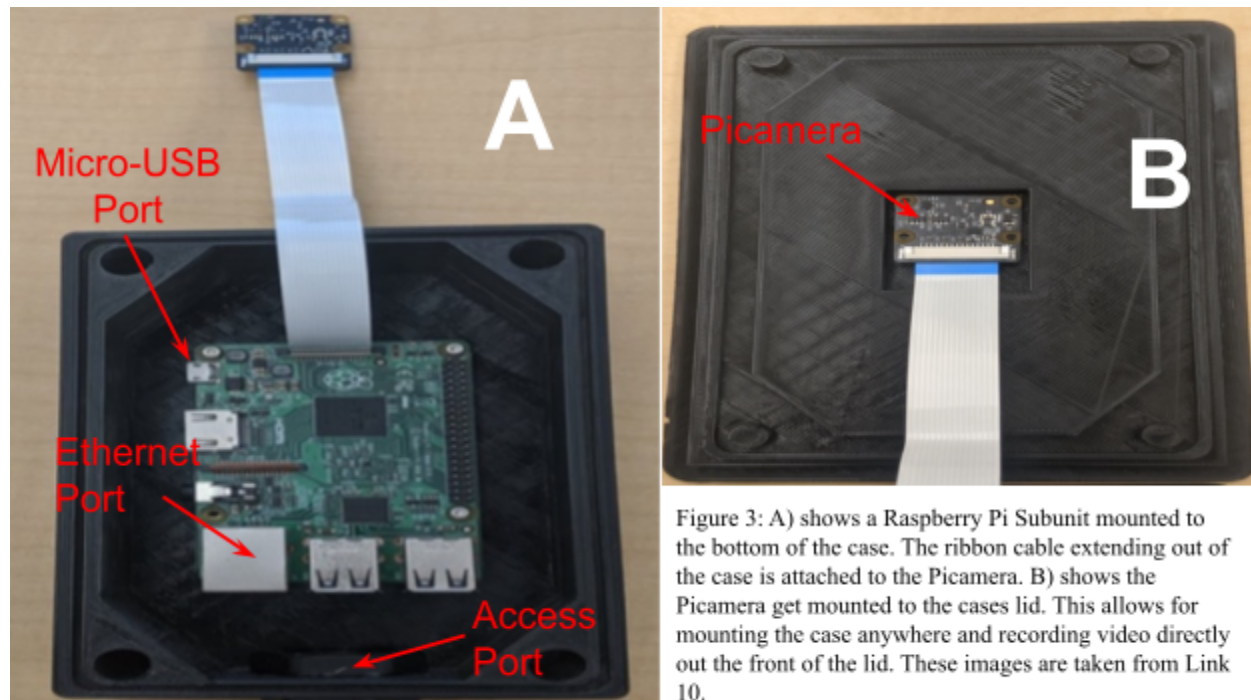 A
Micro-USB
Port
Ethernet
Port
Access
Port
Picamera
B
Figure 3: A) shows a Raspberry Pi Subunit mounted to
the bottom of the case. The ribbon cable extending out of
the case is attached to the Picamera. B) shows the
Picamera get mounted to the cases lid. This allows for
mounting the case anywhere and recording video directly
out the front of the lid. These images are taken from Link
10.